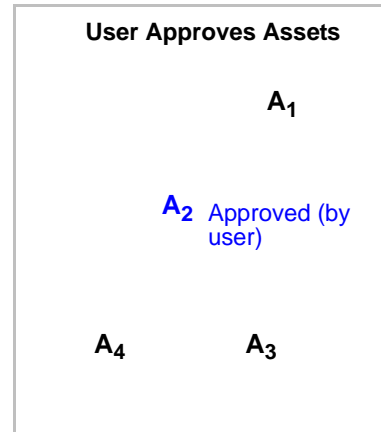 User Approves Assets
A1
A2 Approved (by
user)
A4 A3